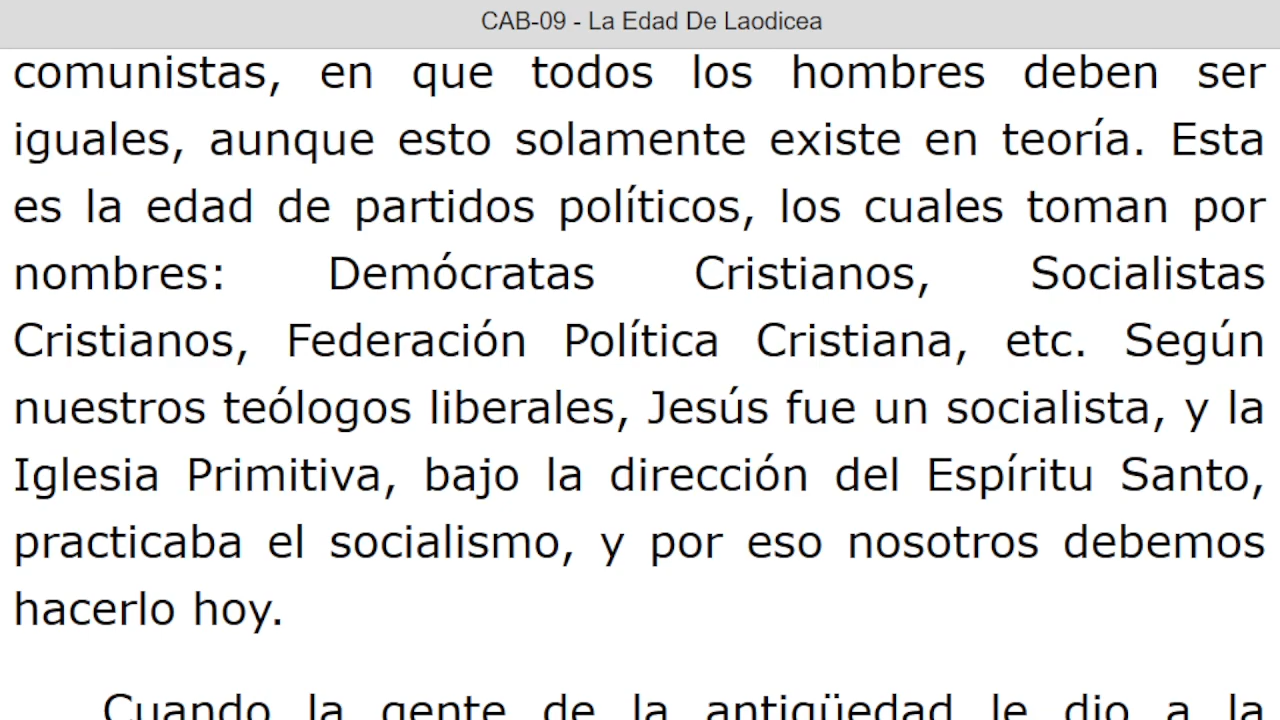 CAB-09 - La Edad De Laodicea
comunistas, en que todos los hombres deben ser
iguales, aunque esto solamente existe en teoría. Esta
es la edad de partidos políticos, los cuales toman por
nombres: Demócratas Cristianos, Socialistas
Cristianos, Federación Política Cristiana, etc. Según
nuestros teólogos liberales, Jesús fue un socialista, y la
Iglesia Primitiva, bajo la dirección del Espíritu Santo,
practicaba el socialismo, y por eso nosotros debemos
hacerlo hoy.
Cuando la gente de la antigüedad le dio a la